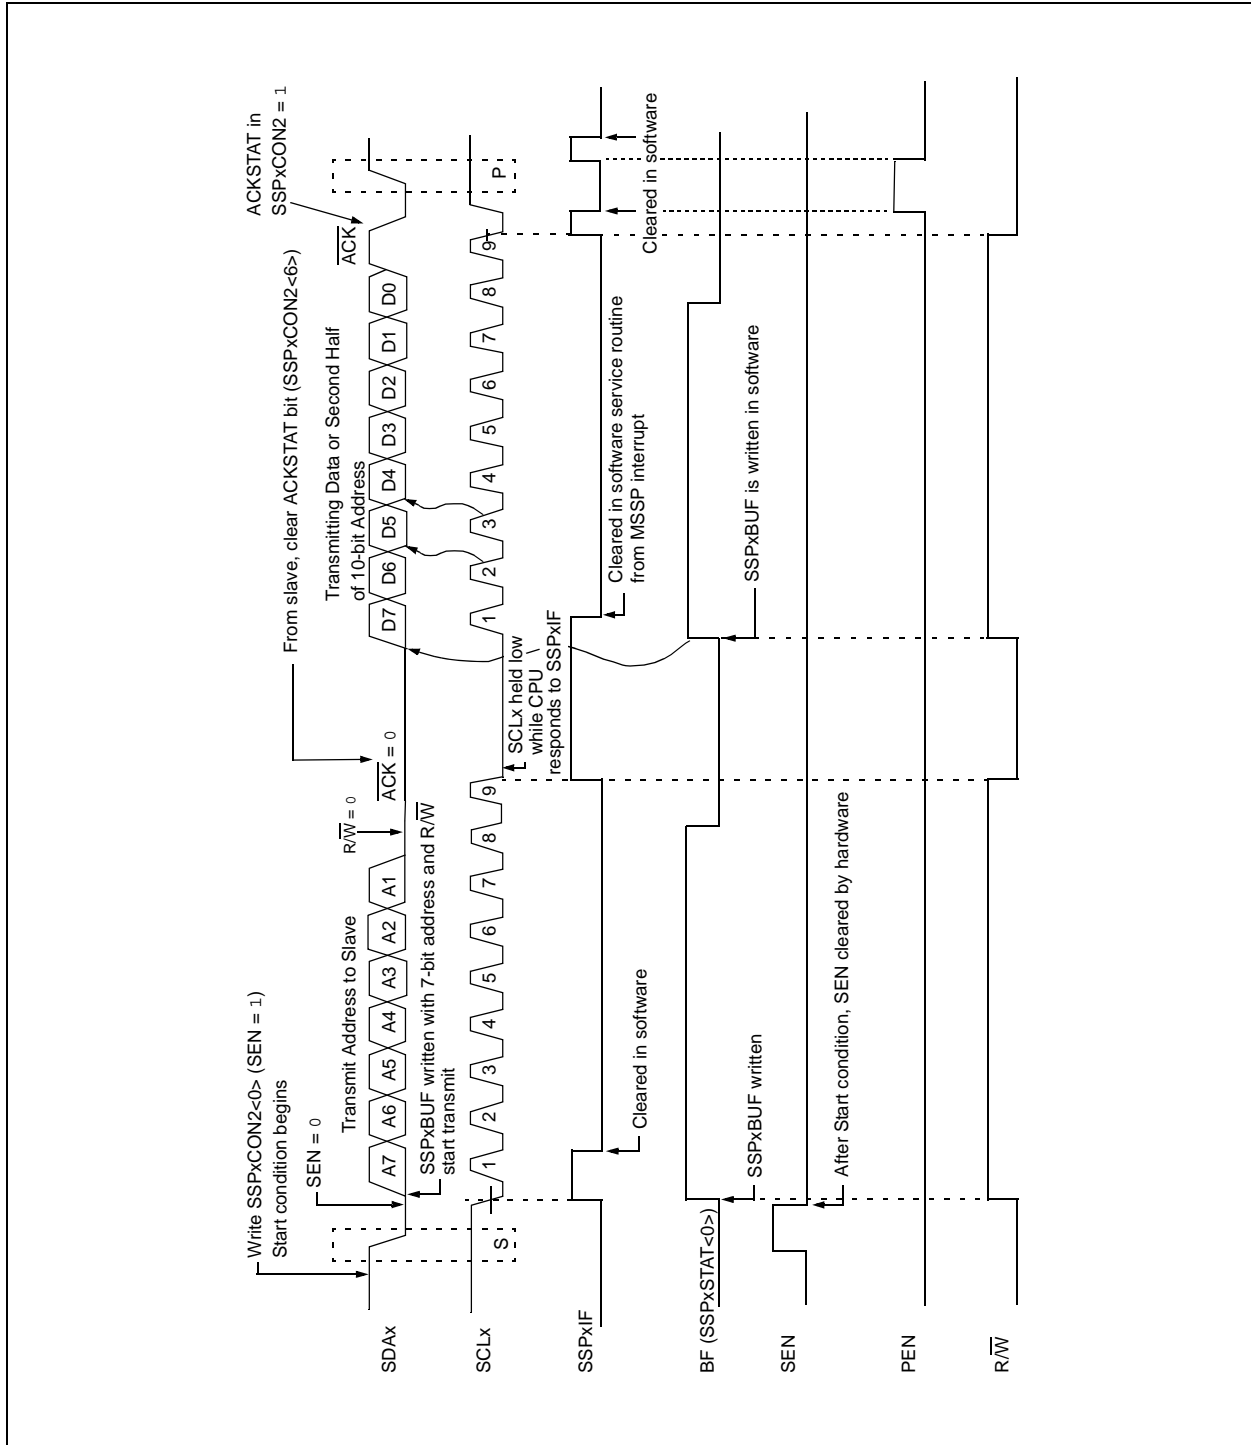 Write SSPxCON2<0> (SEN = 1)
Start condition begins
From slave, clear ACKSTAT bit (SSPxCON2<6>)
ACKSTAT in
SSPxCON2 = 1
SEN = 0
Transmit Address to Slave
R/W = 0
ACK = 0
Transmitting Data or Second Half
of 10-bit Address
ACK
SDAx
A7 A6 A5 A4 A3 A2 A1
D7 D6 D5 D4 D3 D2 D1 D0
SSPxBUF written with 7-bit address and R/W
start transmit
SCLx
S
1 2 3 4 5 6 7 8 9
1 2 3 4 5 6 7 8 9
P
SCLx held low
while CPU
responds to SSPxIF
SSPxIF
Cleared in software
Cleared in software service routine
from MSSP interrupt
Cleared in software
BF (SSPxSTAT<0>)
SSPxBUF written
SSPxBUF is written in software
SEN
After Start condition, SEN cleared by hardware
PEN
R/W